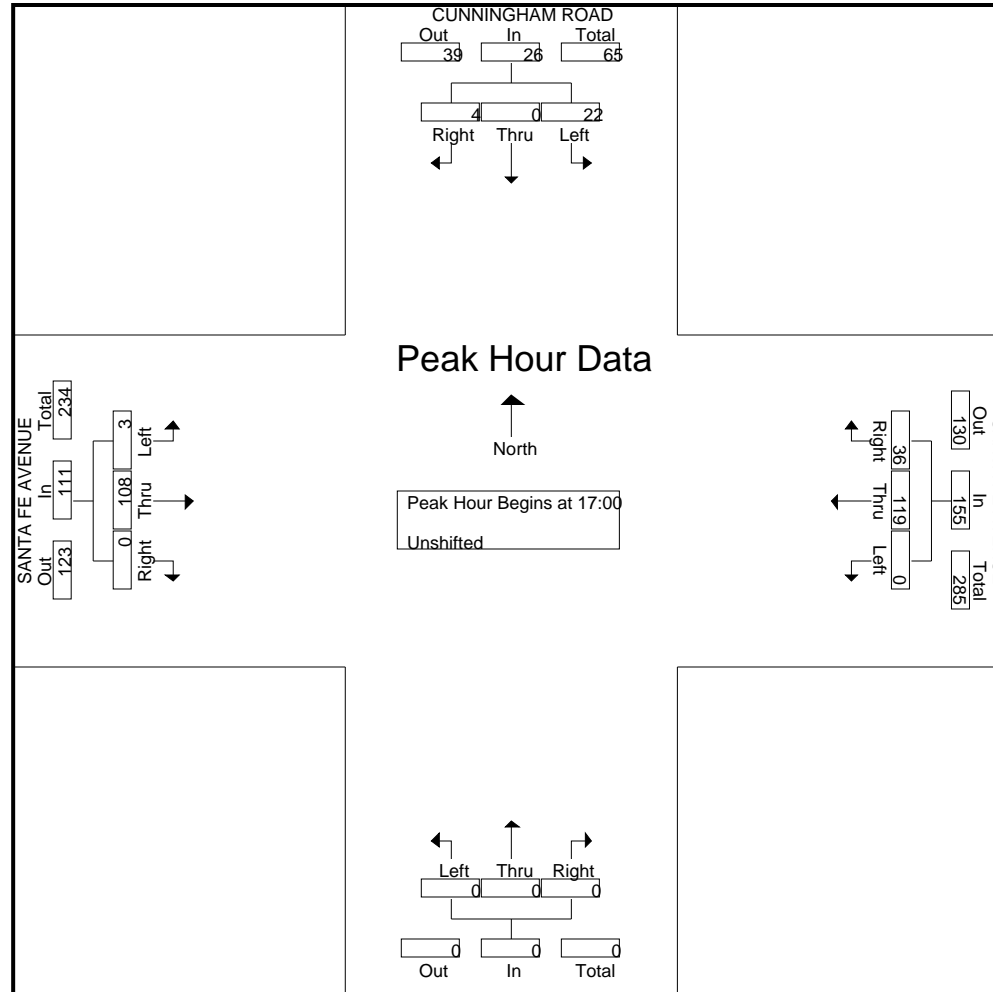 CUNNINGHAM ROAD
Out In Total
39 26 65
4 0 22
Right Thru Left
Peak Hour Data
North
Peak Hour Begins at 17:00
Unshifted
SANTA FE AVENUE
Total In Out
234 111 123
3 108 0
Left Thru Right
Right Thru Left
36 119 0
Out In Total
130 155 285
Left Thru Right
0 0 0
0 0 0
Out In Total